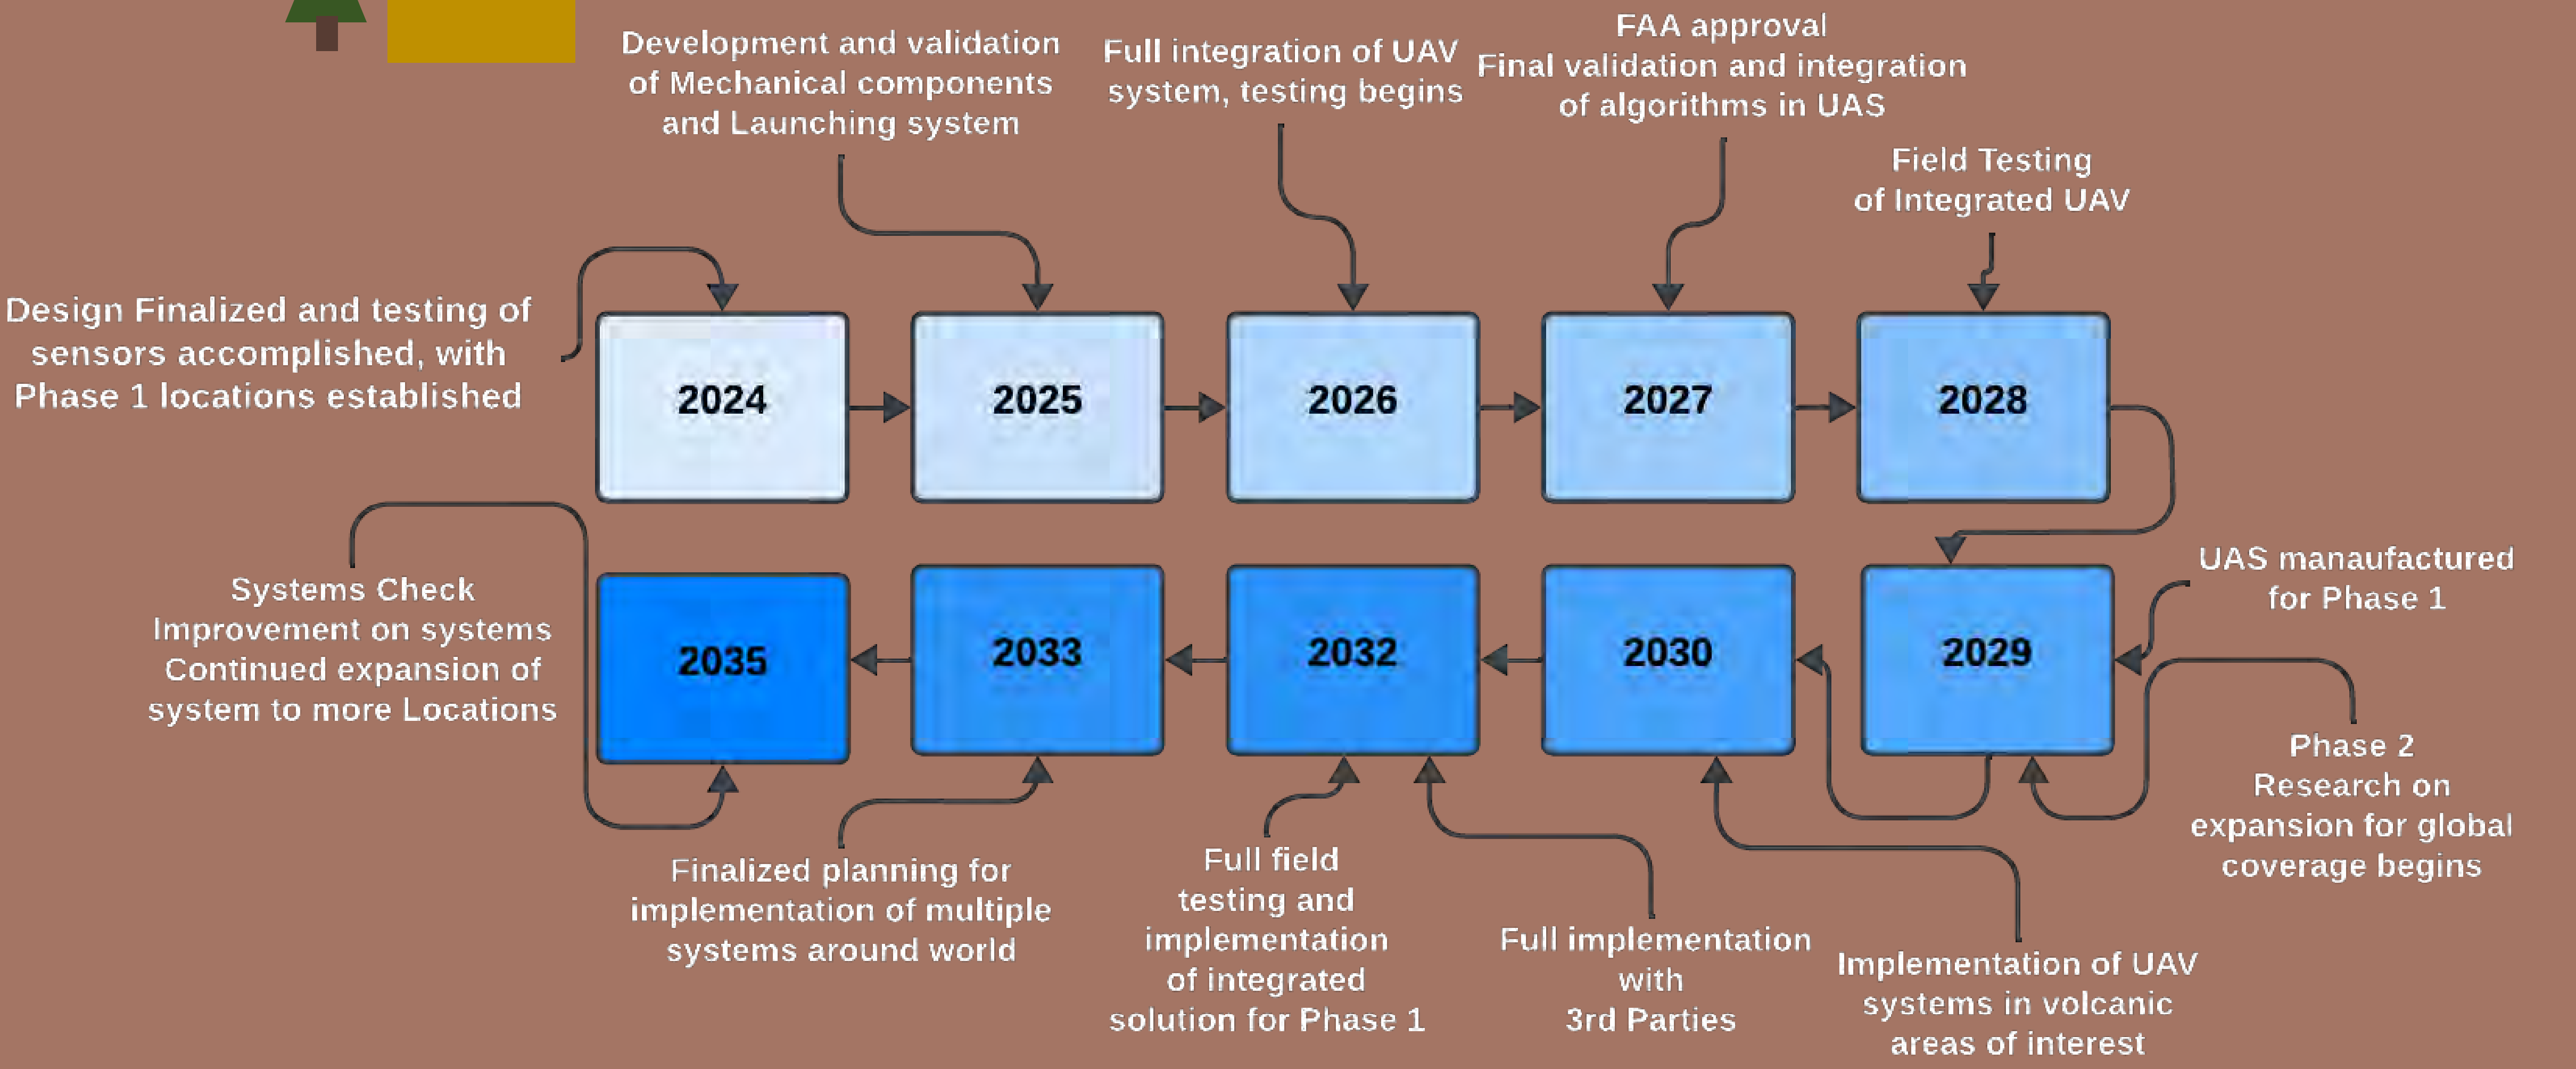 Development and validation
of Mechanical components
and Launching system
Full integration of UAV
system, testing begins
FAA approval
Final validation and integration
of algorithms in UAS
Field Testing
of Integrated UAV
Design Finalized and testing of
sensors accomplished, with
Phase 1 locations established
2024
2025
2026
2027
2028
UAS manaufactured
for Phase 1
2029
2030
2032
2033
2035
Systems Check
Improvement on systems
Continued expansion of
system to more Locations
Phase 2
Research on
expansion for global
coverage begins
Finalized planning for
implementation of multiple
systems around world
Full field
testing and
implementation
of integrated
solution for Phase 1
Full implementation
with
3rd Parties
Implementation of UAV
systems in volcanic
areas of interest